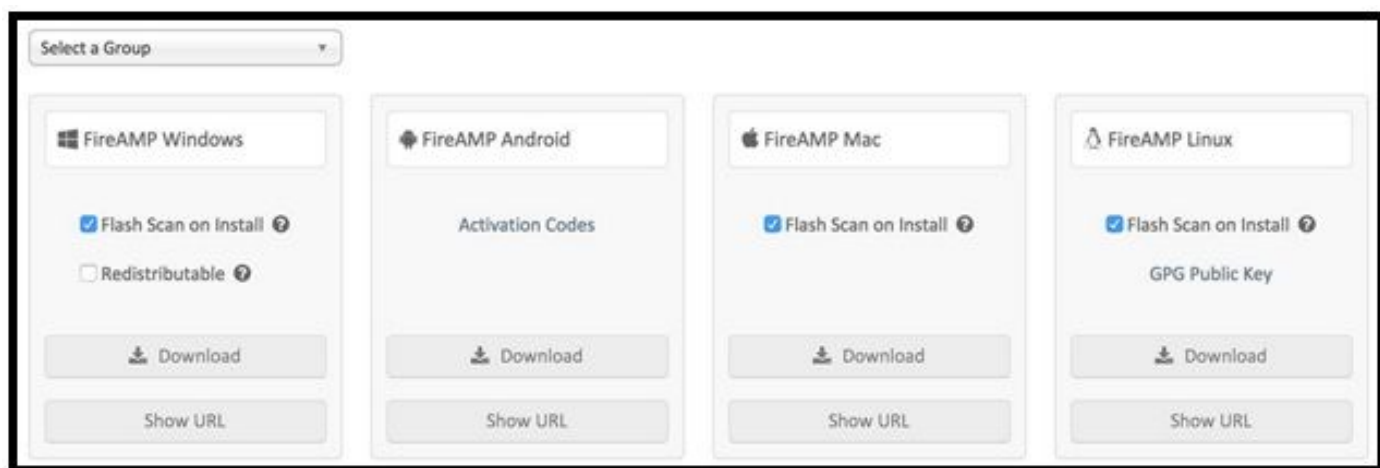 Select a Group
FireAMP Windows
Flash Scan on Install
Redistributable
Download
Show URL
FireAMP Android
Activation Codes
Download
Show URL
FireAMP Mac
Flash Scan on Install
Download
Show URL
FireAMP Linux
Flash Scan on Install
GPG Public Key
Download
Show URL